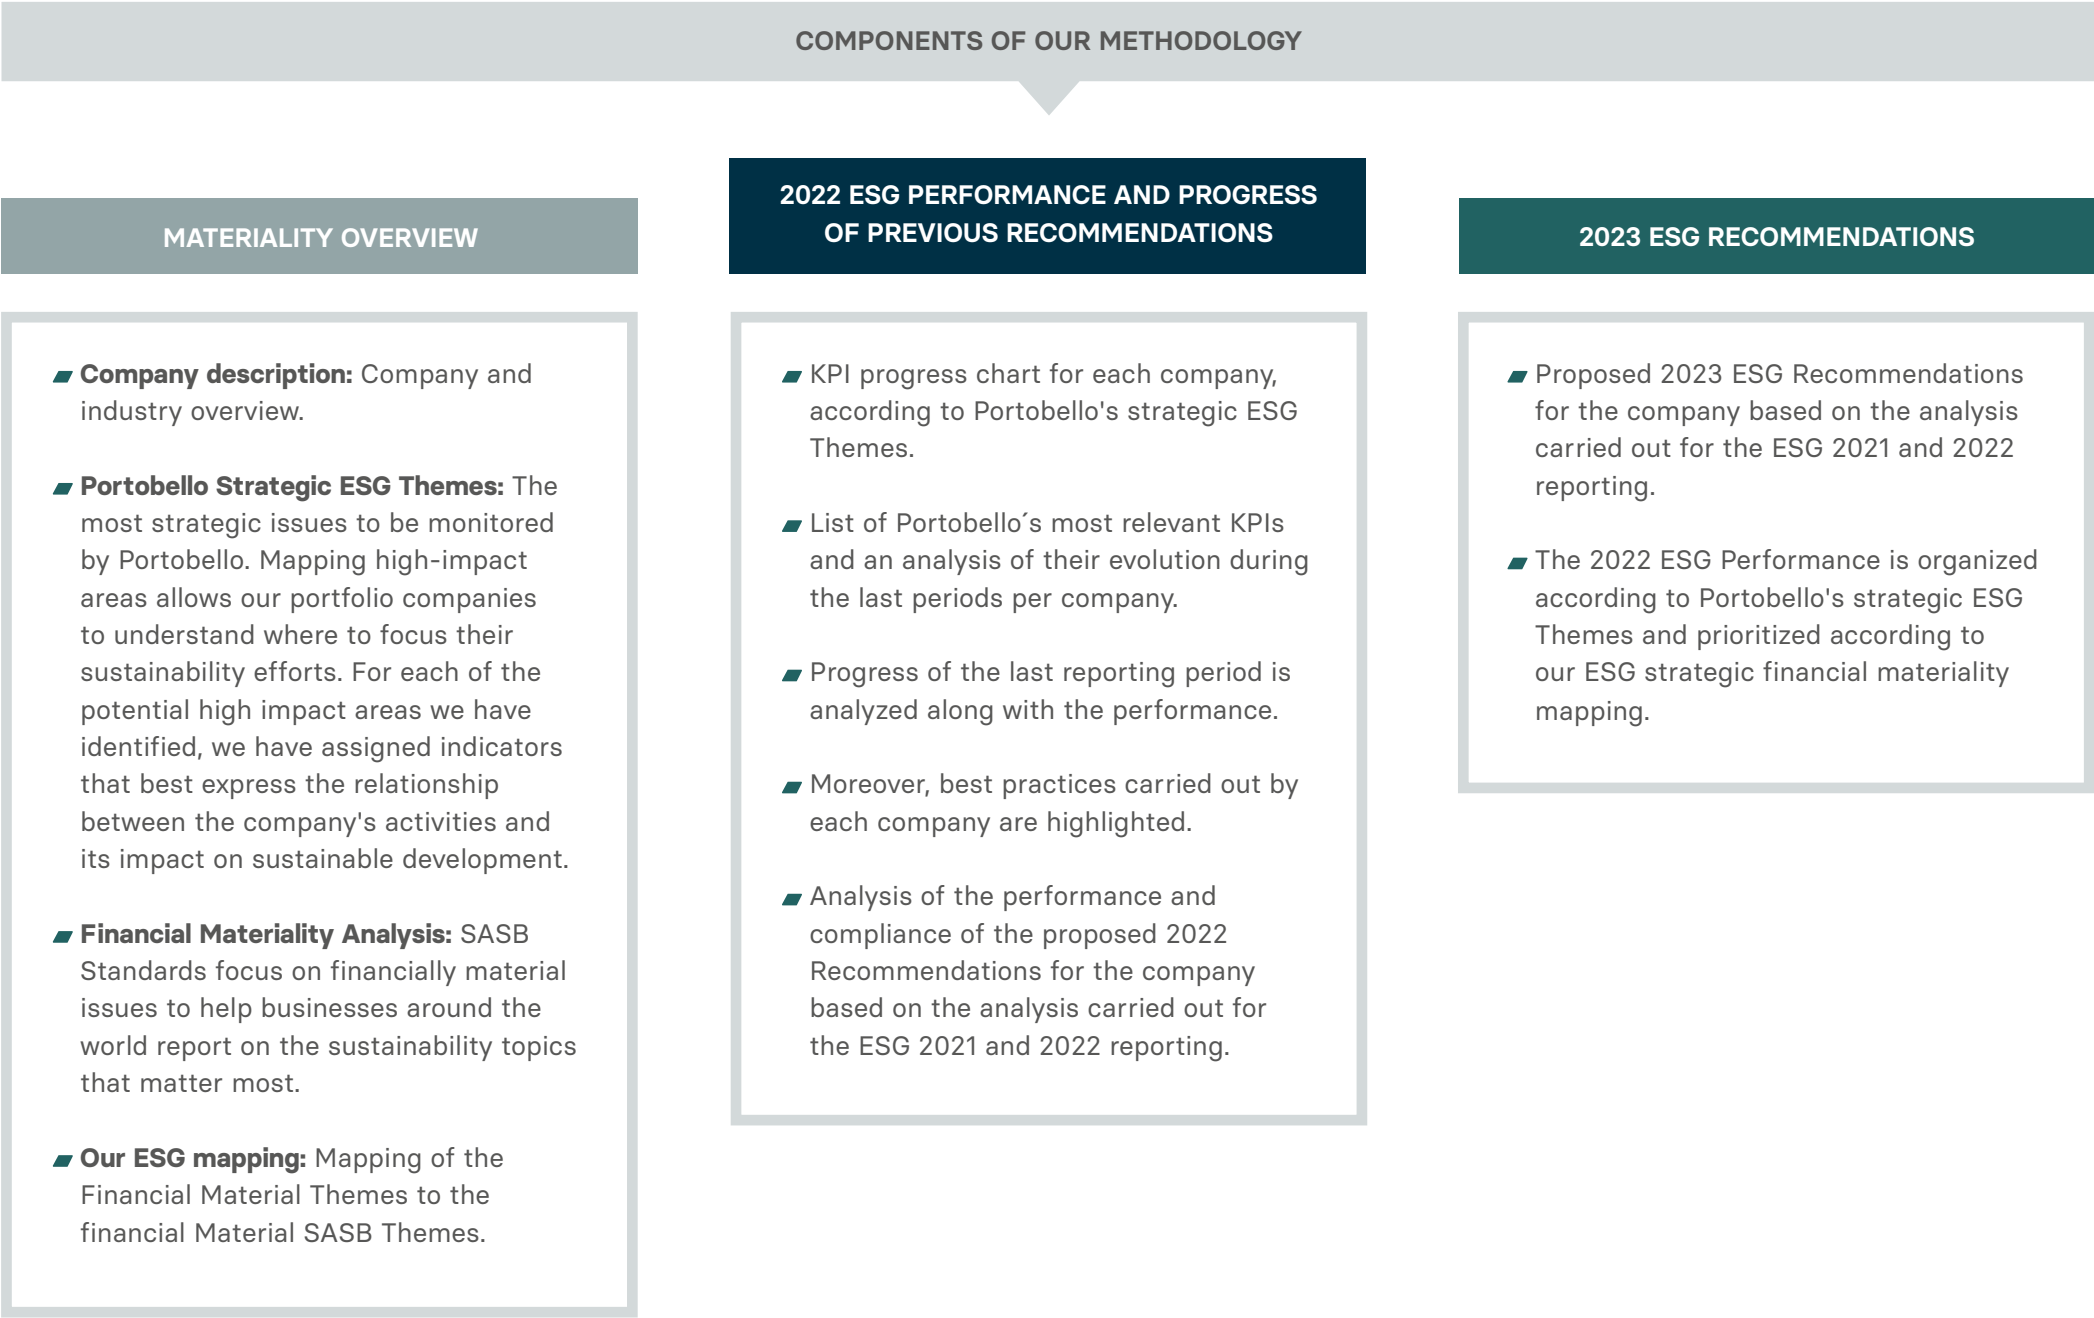 COMPONENTS OF OUR METHODOLOGY
MATERIALITY OVERVIEW
Company description: Company and
industry overview.
Portobello Strategic ESG Themes: The
most strategic issues to be monitored
by Portobello. Mapping high-impact
areas allows our portfolio companies
to understand where to focus their
sustainability efforts. For each of the
potential high impact areas we have
identified, we have assigned indicators
that best express the relationship
between the company's activities and
its impact on sustainable development.
Financial Materiality Analysis: SASB
Standards focus on financially material
issues to help businesses around the
world report on the sustainability topics
that matter most.
Our ESG mapping: Mapping of the
Financial Material Themes to the
financial Material SASB Themes.
2022 ESG PERFORMANCE AND PROGRESS
OF PREVIOUS RECOMMENDATIONS
KPI progress chart for each company,
according to Portobello's strategic ESG
Themes.
List of Portobello´s most relevant KPIs
and an analysis of their evolution during
the last periods per company.
Progress of the last reporting period is
analyzed along with the performance.
Moreover, best practices carried out by
each company are highlighted.
Analysis of the performance and
compliance of the proposed 2022
Recommendations for the company
based on the analysis carried out for
the ESG 2021 and 2022 reporting.
2023 ESG RECOMMENDATIONS
Proposed 2023 ESG Recommendations
for the company based on the analysis
carried out for the ESG 2021 and 2022
reporting.
The 2022 ESG Performance is organized
according to Portobello's strategic ESG
Themes and prioritized according to
our ESG strategic financial materiality
mapping.